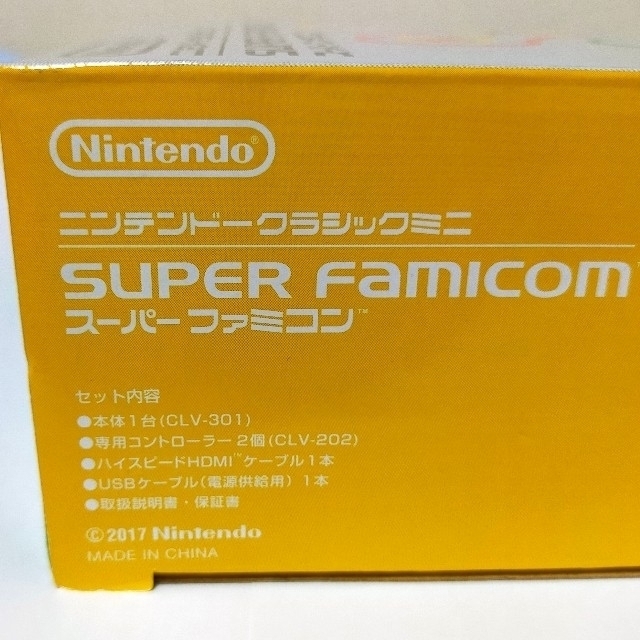 Nintendo®
ニンテンドークラシックミニ
SUPER FAMICOM™
スーパーファミコン™
セット内容
●本体1台(CLV-301)
●専用コントローラー2個(CLV-202)
●ハイスピードHDMI™ケーブル1本
●USBケーブル(電源供給用)1本
●取扱説明書・保証書
©2017 Nintendo
MADE IN CHINA